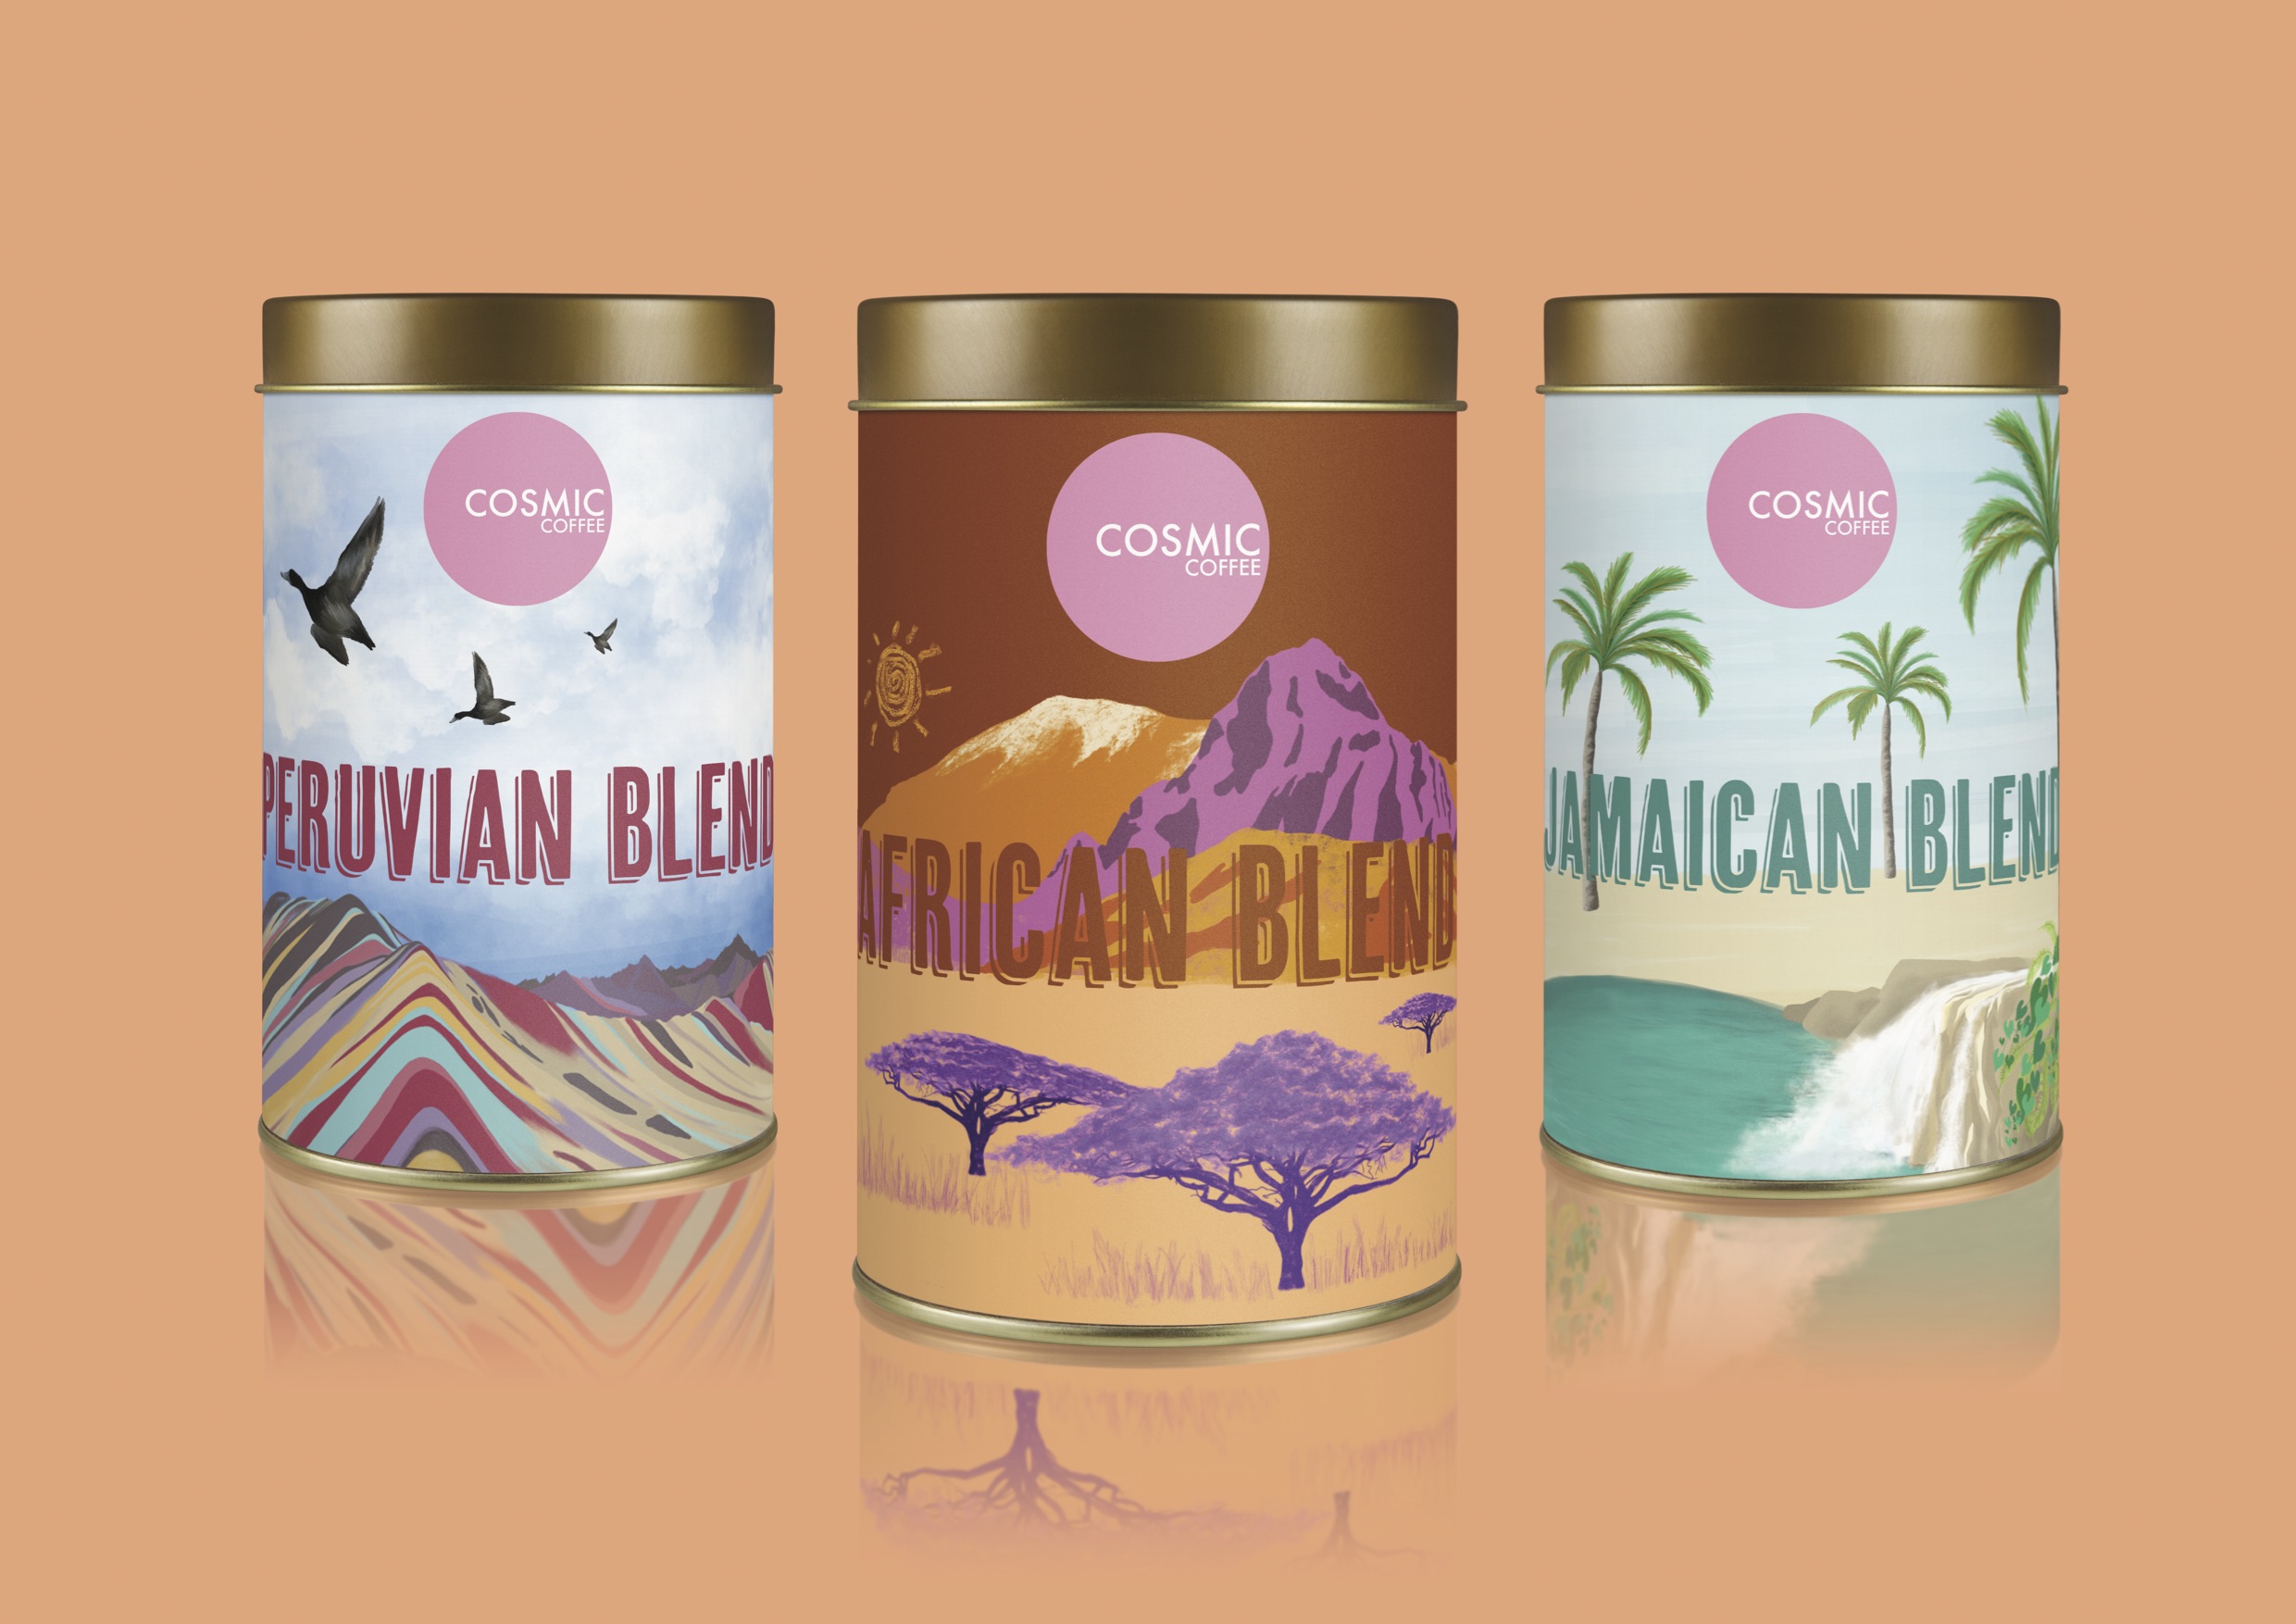 COSMIC
COFFEE
PERUVIAN BLEND
COSMIC
COFFEE
AFRICAN BLEND
COSMIC
COFFEE
JAMAICAN BLEND